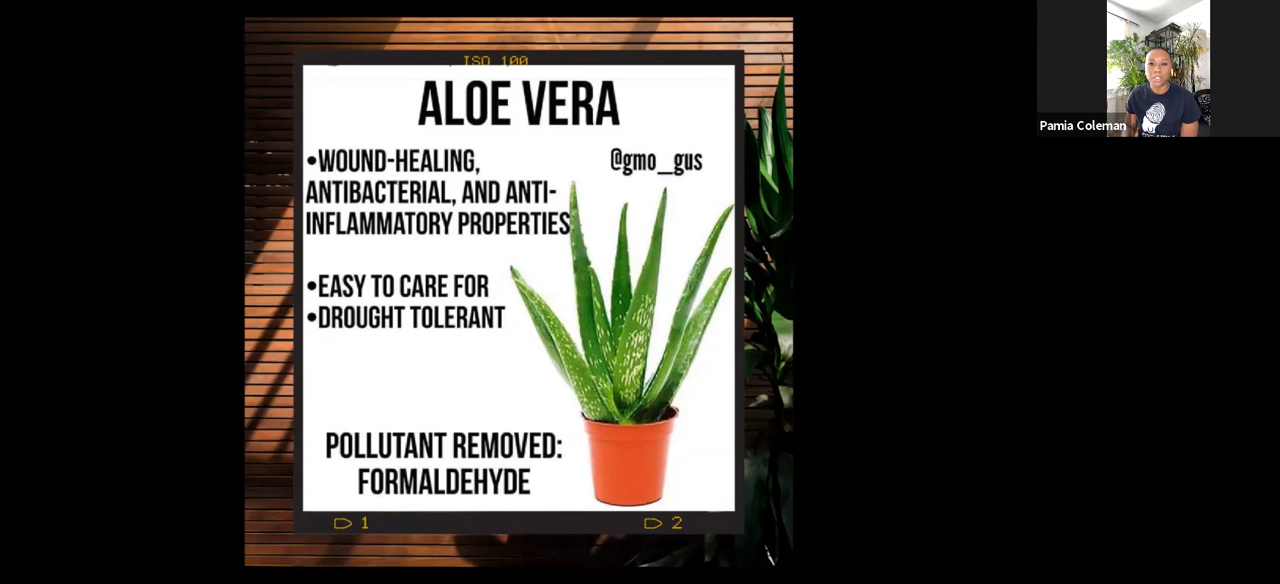 ISO 100
ALOE VERA
•WOUND-HEALING,
@gmo_gus
ANTIBACTERIAL, AND ANTI-
INFLAMMATORY PROPERTIES
•EASY TO CARE FOR
•DROUGHT TOLERANT
POLLUTANT REMOVED:
FORMALDEHYDE
1
2
Pamia Coleman